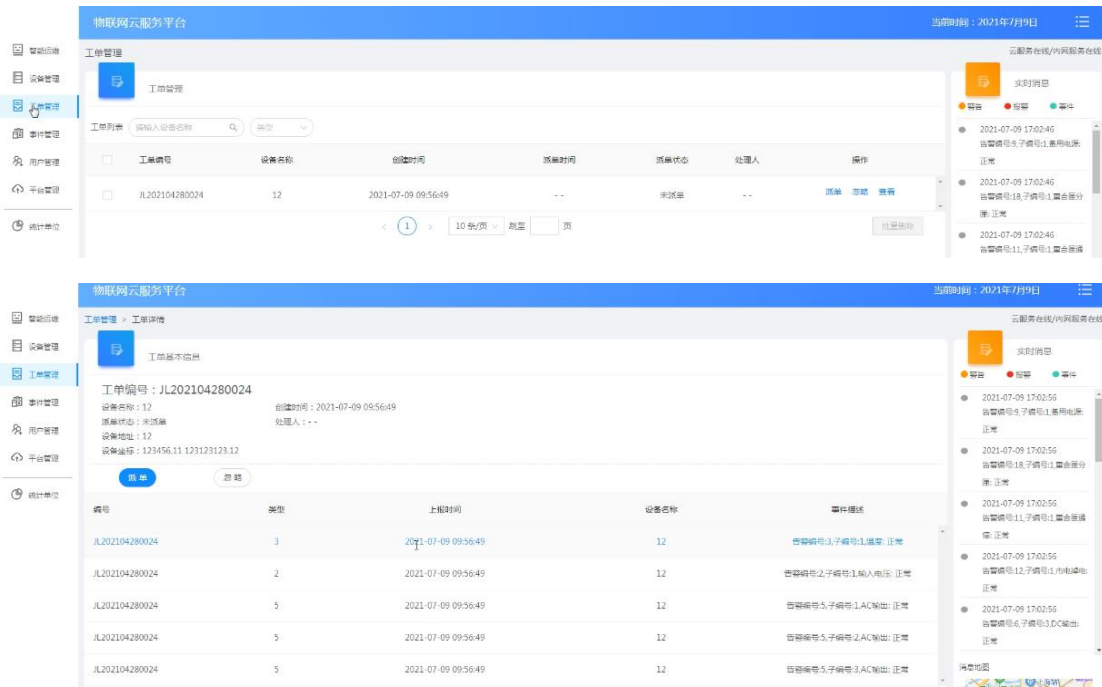 物联网云服务平台
当前时间：2021年7月9日
智能运维
设备管理
工单管理
事件管理
用户管理
平台管理
统计单位
工单管理
云服务在线/内网服务在线
工单管理
工单列表 请输入设备名称 类型
工单编号 设备名称 创建时间 派单时间 派单状态 处理人 操作
JL202104280024 12 2021-07-09 09:56:49 - - 未派单 - - 派单 忽略 查看
< 1 > 10 条/页 跳至 页 批量删除
实时消息
警告 报警 事件
2021-07-09 17:02:46
告警编号:9,子编号:1,备用电源:
正常
2021-07-09 17:02:46
告警编号:18,子编号:1,重合匣分
匣: 正常
2021-07-09 17:02:46
告警编号:11,子编号:1,重合匣通
物联网云服务平台
当前时间：2021年7月9日
智能运维
设备管理
工单管理
事件管理
用户管理
平台管理
统计单位
工单管理 > 工单详情
云服务在线/内网服务在线
工单基本信息
工单编号：JL202104280024
设备名称：12 创建时间：2021-07-09 09:56:49
派单状态：未派单 处理人：- -
设备地址：12
设备坐标：123456.11 123123123.12
派 单 忽 略
编号 类型 上报时间 设备名称 事件描述
JL202104280024 3 2021-07-09 09:56:49 12 告警编号:3,子编号:1,温度: 正常
JL202104280024 2 2021-07-09 09:56:49 12 告警编号:2,子编号:1,输入电压: 正常
JL202104280024 5 2021-07-09 09:56:49 12 告警编号:5,子编号:1,AC输出: 正常
JL202104280024 5 2021-07-09 09:56:49 12 告警编号:5,子编号:2,AC输出: 正常
JL202104280024 5 2021-07-09 09:56:49 12 告警编号:5,子编号:3,AC输出: 正常
实时消息
警告 报警 事件
2021-07-09 17:02:56
告警编号:9,子编号:1,备用电源:
正常
2021-07-09 17:02:56
告警编号:18,子编号:1,重合匣分
匣: 正常
2021-07-09 17:02:56
告警编号:11,子编号:1,重合匣通
信: 正常
2021-07-09 17:02:56
告警编号:12,子编号:1,市电掉电:
正常
2021-07-09 17:02:56
告警编号:6,子编号:3,DC输出:
正常
消息地图